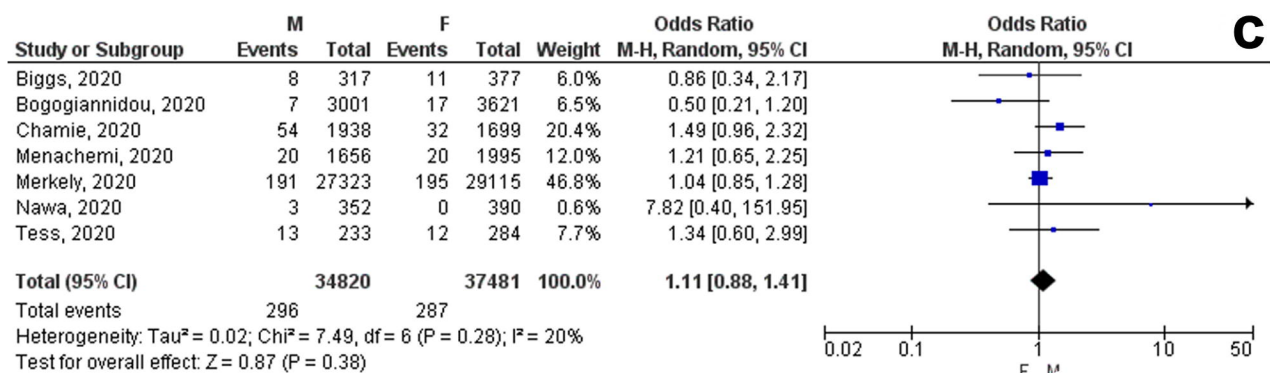 M F Odds Ratio Odds Ratio C
Study or Subgroup Events Total Events Total Weight M-H, Random, 95% CI M-H, Random, 95% CI
Biggs, 2020 8 317 11 377 6.0% 0.86 [0.34, 2.17]
Bogogiannidou, 2020 7 3001 17 3621 6.5% 0.50 [0.21, 1.20]
Chamie, 2020 54 1938 32 1699 20.4% 1.49 [0.96, 2.32]
Menachemi, 2020 20 1656 20 1995 12.0% 1.21 [0.65, 2.25]
Merkely, 2020 191 27323 195 29115 46.8% 1.04 [0.85, 1.28]
Nawa, 2020 3 352 0 390 0.6% 7.82 [0.40, 151.95]
Tess, 2020 13 233 12 284 7.7% 1.34 [0.60, 2.99]
Total (95% CI) 34820 37481 100.0% 1.11 [0.88, 1.41]
Total events 296 287
Heterogeneity: Tau² = 0.02; Chi² = 7.49, df = 6 (P = 0.28); I² = 20%
Test for overall effect: Z = 0.87 (P = 0.38)
0.02 0.1 1 10 50
F M